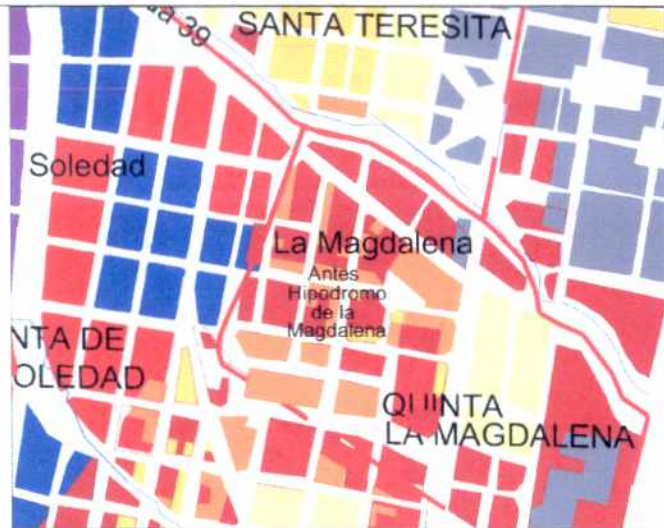 39
SANTA TERESITA
Soledad
La Magdalena
Antes
Hipodromo
de la
Magdalena
NTA DE
OLEDAD
QUINTA
LA MAGDALENA